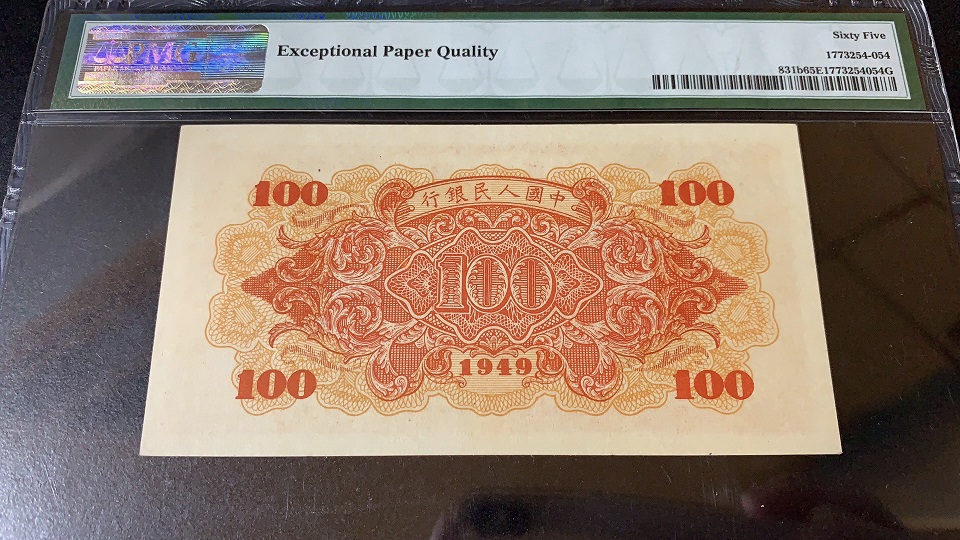 PMG
Exceptional Paper Quality
Sixty Five
1773254-054
831b65E1773254054G
100
行銀民人國中
100
100
100
1949
100